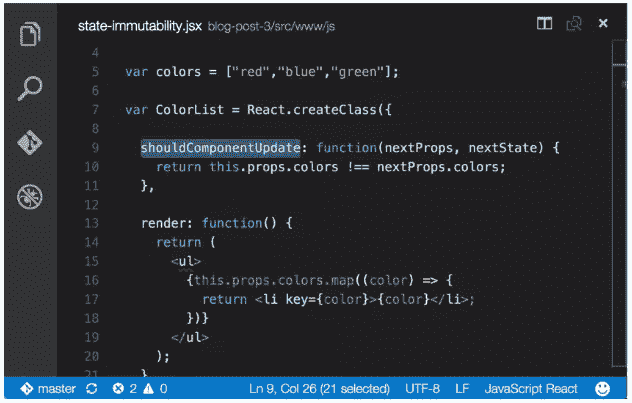 state-immutability.jsx blog-post-3/src/www/js
4
5 var colors = ["red","blue","green"];
6
7 var ColorList = React.createClass({
8
9 shouldComponentUpdate: function(nextProps, nextState) {
10 return this.props.colors !== nextProps.colors;
11 },
12
13 render: function() {
14 return (
15 <ul>
16 {this.props.colors.map((color) => {
17 return <li key={color}>{color}</li>;
18 })}
19 </ul>
20 );
21 }
master 2 0 Ln 9, Col 26 (21 selected) UTF-8 LF JavaScript React